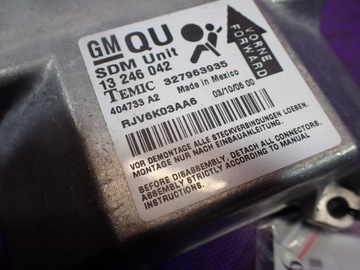 GM QU
SDM Unit
13 246 042
TEMIC 327963935
404733 A2 Made in Mexico
RJV6K03AA6 03/10/06 00
VORNE
FORWARD
VOR DEMONTAGE ALLE STECKVERBINDUNGEN LOESEN.
MONTAGE NUR NACH EINBAUANLEITUNG.
BEFORE DISASSEMBLY, DETACH ALL CONNECTORS.
ASSEMBLY STRICTLY ACCORDING TO MANUAL
INSTRUCTIONS.